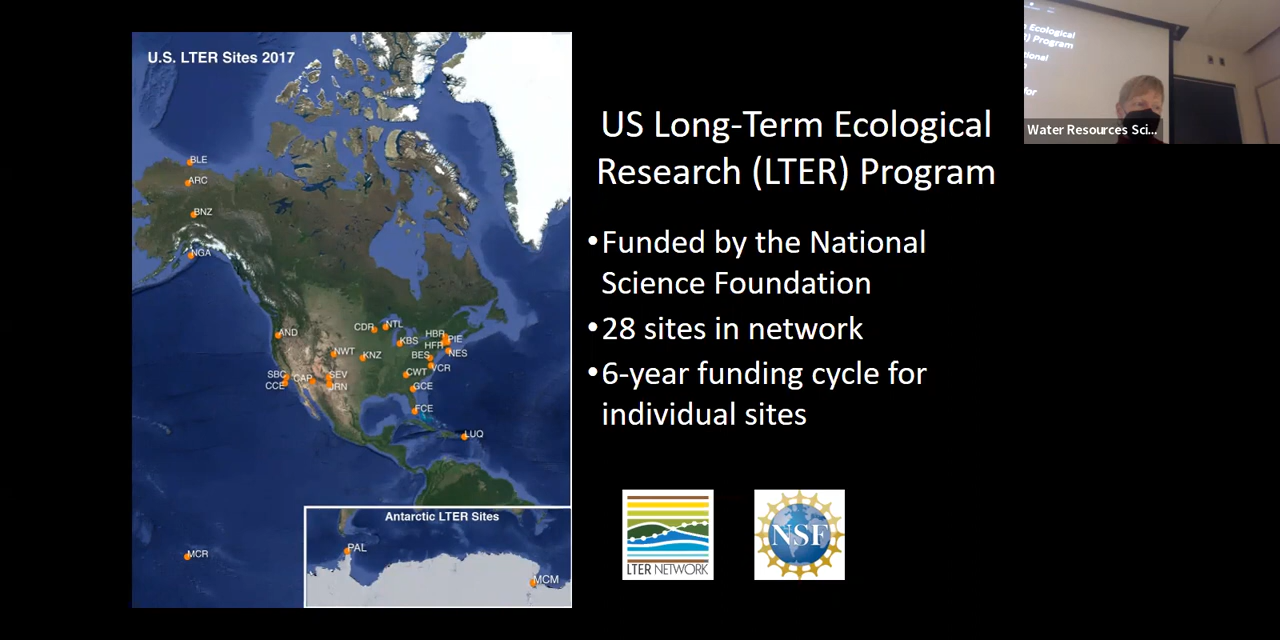 U.S. LTER Sites 2017
BLE
ARC
BNZ
NGA
AND
CDR
NTL
HBR
PIE
KBS
HFR
NES
NWT
KNZ
BES
VCR
SBC
CAP
SEV
CWT
CCE
JRN
GCE
FCE
LUQ
Antarctic LTER Sites
PAL
MCR
MCM
US Long-Term Ecological
Research (LTER) Program
•Funded by the National
Science Foundation
•28 sites in network
•6-year funding cycle for
individual sites
LTER NETWORK
NSF
Ecological
) Program
for
Water Resources Sci...